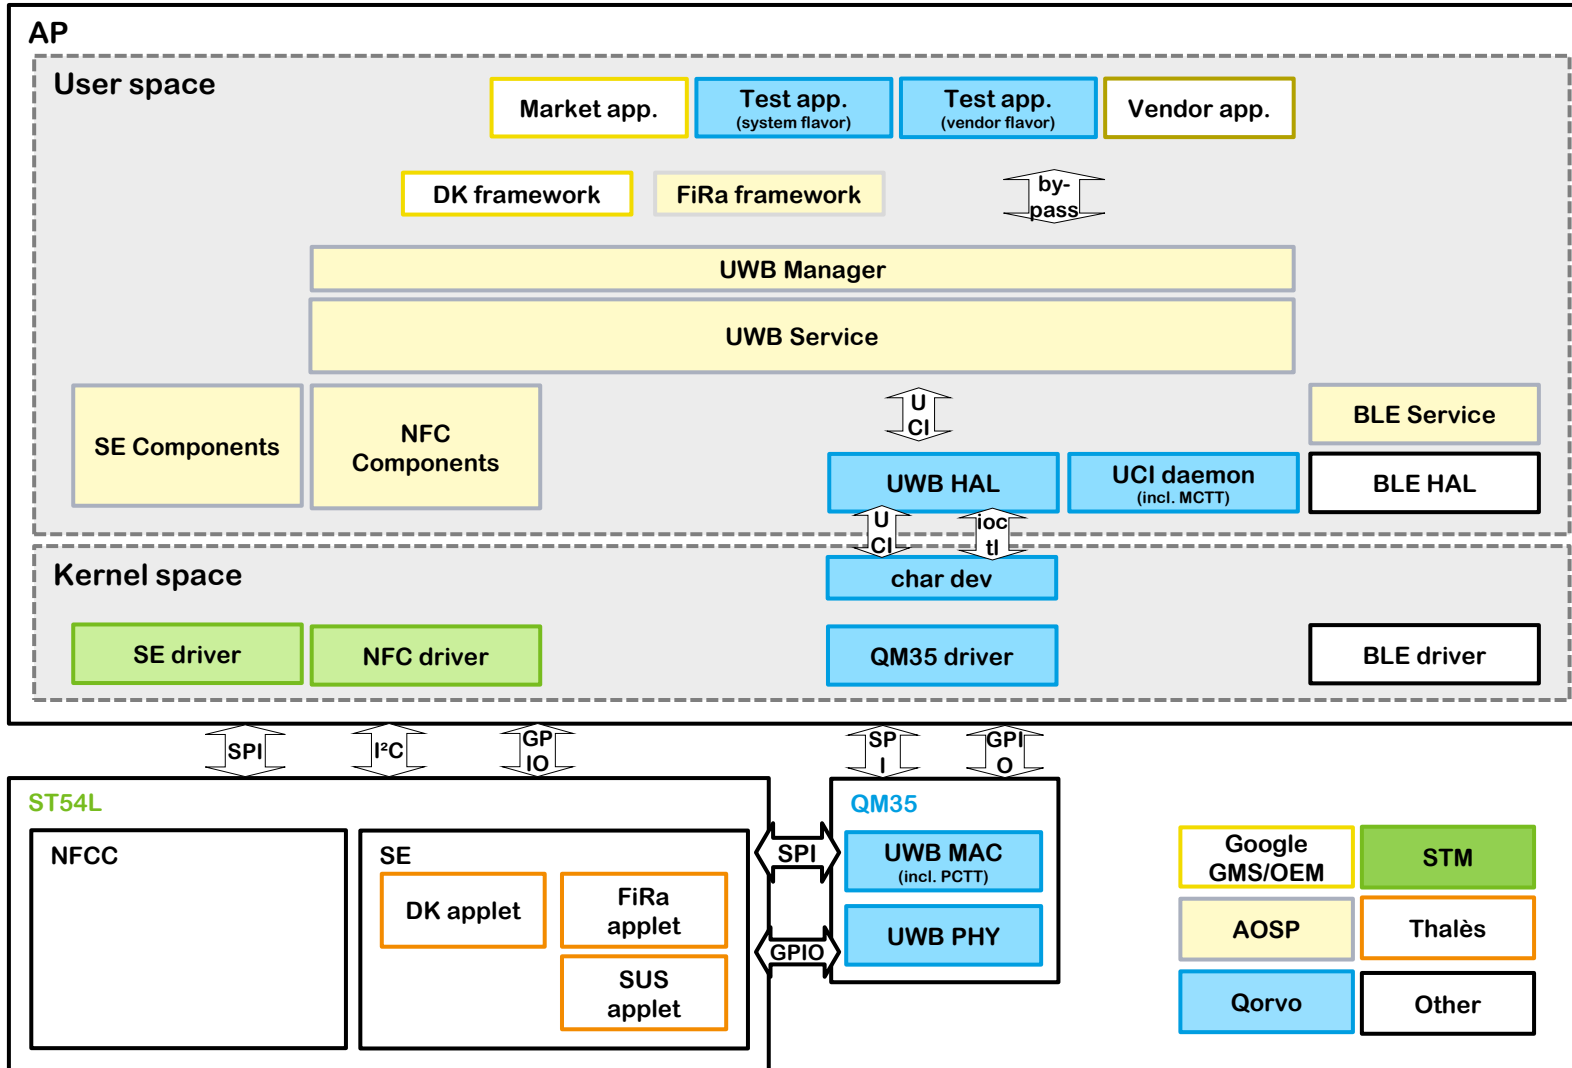 AP
User space
Market app.
Test app.
(system flavor)
Test app.
(vendor flavor)
Vendor app.
DK framework
FiRa framework
by-
pass
UWB Manager
UWB Service
SE Components
NFC
Components
U
CI
BLE Service
UWB HAL
UCI daemon
(incl. MCTT)
BLE HAL
U
CI
ioc
tl
Kernel space
char dev
SE driver
NFC driver
QM35 driver
BLE driver
SPI
I²C
GP
IO
SP
I
GPI
O
ST54L
NFCC
SE
DK applet
FiRa
applet
SUS
applet
SPI
GPIO
QM35
UWB MAC
(incl. PCTT)
UWB PHY
Google
GMS/OEM
STM
AOSP
Thalès
Qorvo
Other